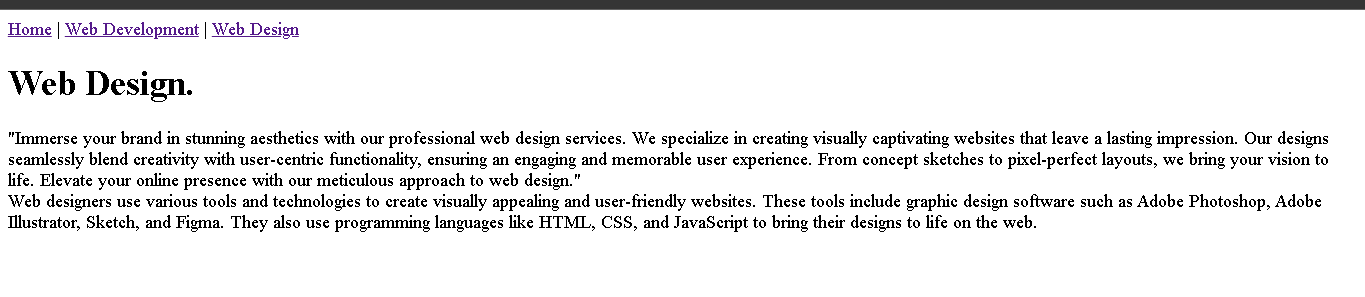 Home | Web Development | Web Design
Web Design.
"Immerse your brand in stunning aesthetics with our professional web design services. We specialize in creating visually captivating websites that leave a lasting impression. Our designs
seamlessly blend creativity with user-centric functionality, ensuring an engaging and memorable user experience. From concept sketches to pixel-perfect layouts, we bring your vision to
life. Elevate your online presence with our meticulous approach to web design."
Web designers use various tools and technologies to create visually appealing and user-friendly websites. These tools include graphic design software such as Adobe Photoshop, Adobe
Illustrator, Sketch, and Figma. They also use programming languages like HTML, CSS, and JavaScript to bring their designs to life on the web.